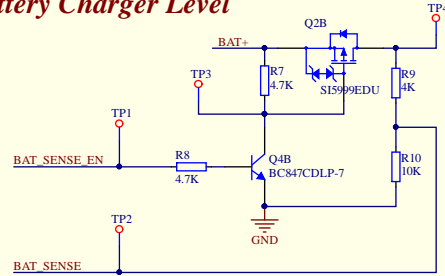 ttery Charger Level
Q2B
TP4
BAT+
TP3
R7
4.7K
R9
4K
SI5999EDU
TP1
R8
4.7K
Q4B
BC847CDLP-7
R10
10K
BAT_SENSE_EN
TP2
GND
BAT_SENSE